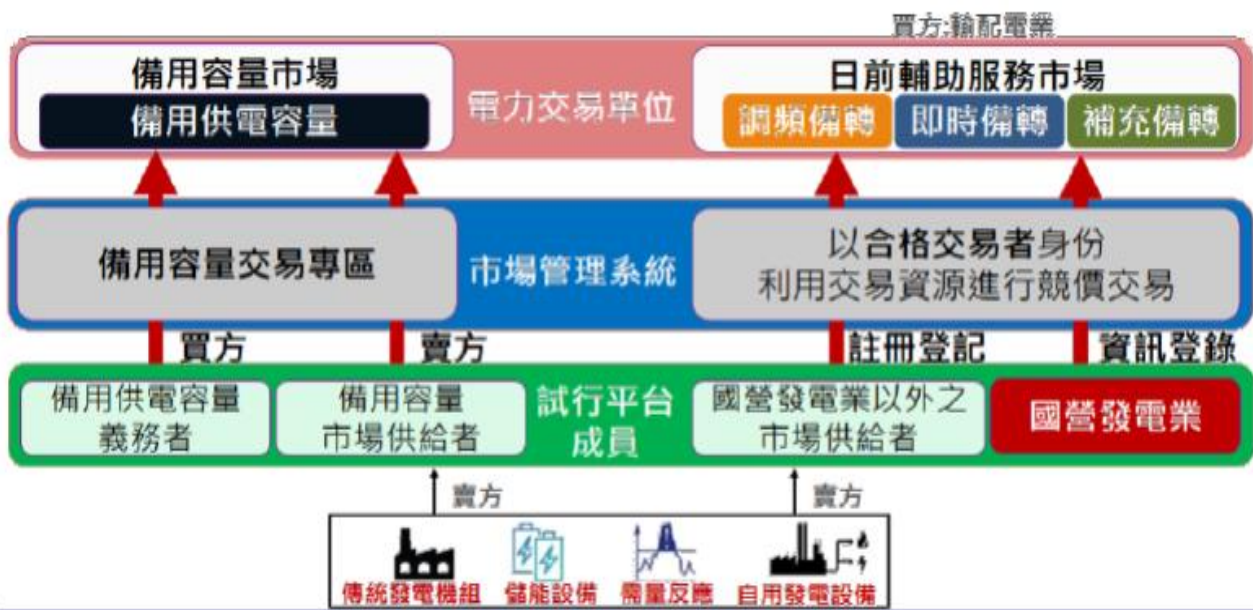 買方:輸配電業
備用容量市場
備用供電容量
電力交易單位
日前輔助服務市場
調頻備轉
即時備轉
補充備轉
備用容量交易專區
市場管理系統
以合格交易者身份
利用交易資源進行競價交易
買方
賣方
註冊登記
資訊登錄
備用供電容量
義務者
備用容量
市場供給者
試行平台
成員
國營發電業以外之
市場供給者
國營發電業
賣方
賣方
傳統發電機組
儲能設備
需量反應
自用發電設備